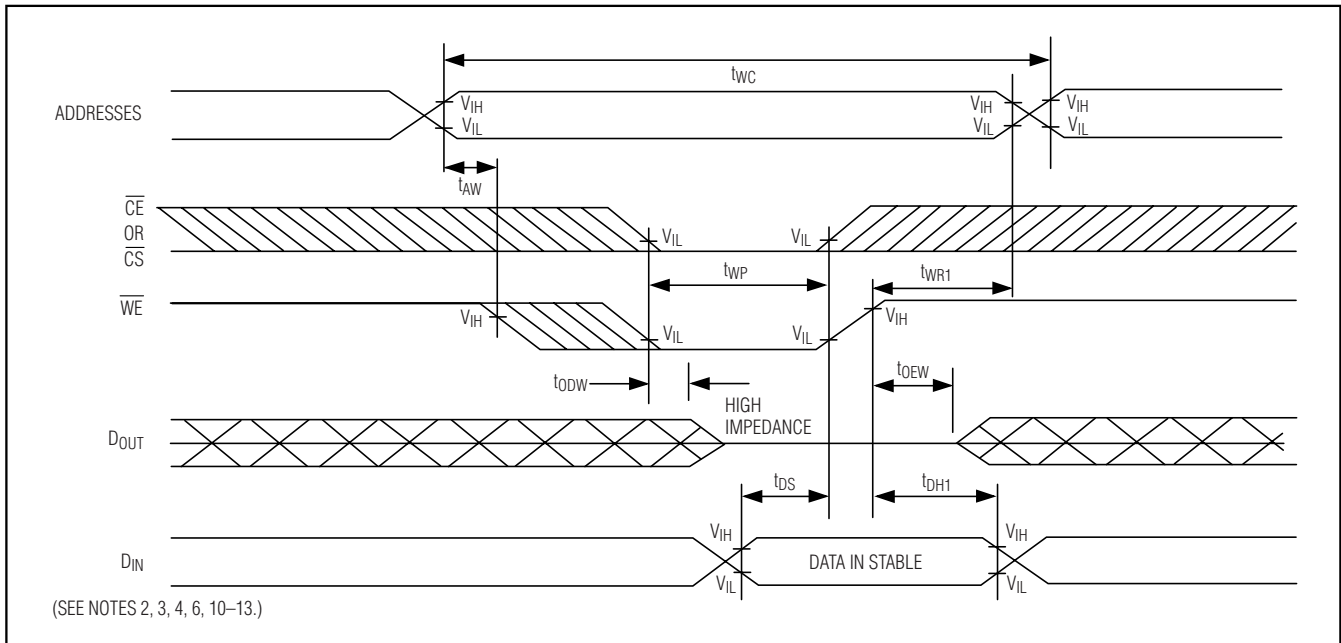 tWC
ADDRESSES
VIH
VIL
VIH
VIL
VIH
VIL
tAW
CE
OR
CS
VIL
VIL
tWP
tWR1
WE
VIH
VIL
VIL
VIH
tODW
HIGH
IMPEDANCE
tOEW
DOUT
tDS
tDH1
DIN
VIH
VIL
DATA IN STABLE
VIH
VIL
(SEE NOTES 2, 3, 4, 6, 10–13.)